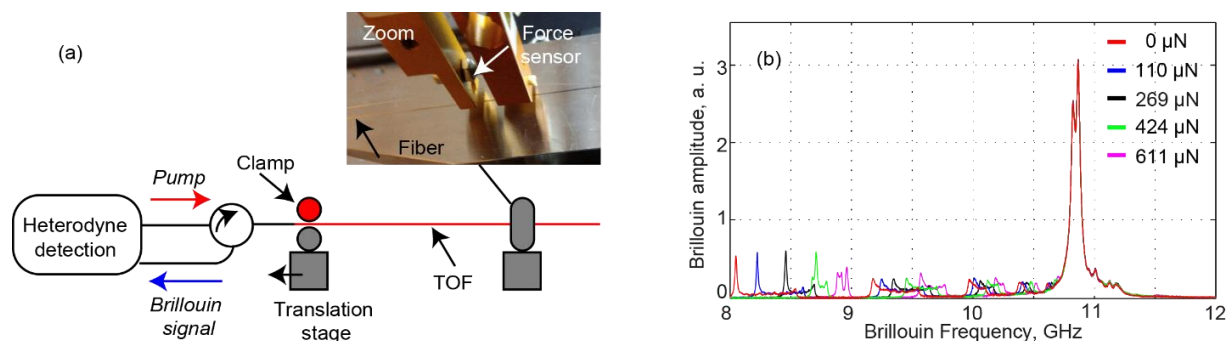 (a)
Zoom
Force
sensor
Fiber
Clamp
Pump
Heterodyne
detection
Brillouin
signal
Translation
stage
TOF
(b)
0 µN
110 µN
269 µN
424 µN
611 µN
Brillouin amplitude, a. u.
3
2
1
0
8
9
10
11
12
Brillouin Frequency, GHz